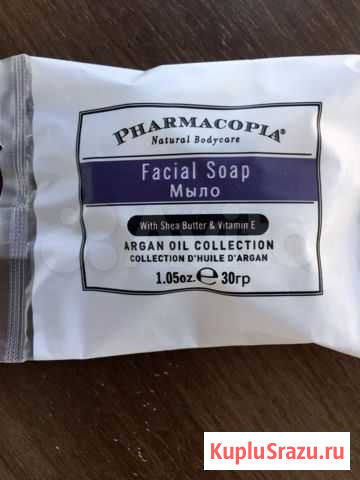 PHARMACOPIA®
Natural Bodycare
Facial Soap
Мыло
With Shea Butter & Vitamin E
ARGAN OIL COLLECTION
COLLECTION D'HUILE D'ARGAN
1.05oz. ℮ 30гр
KupluSrazu.ru